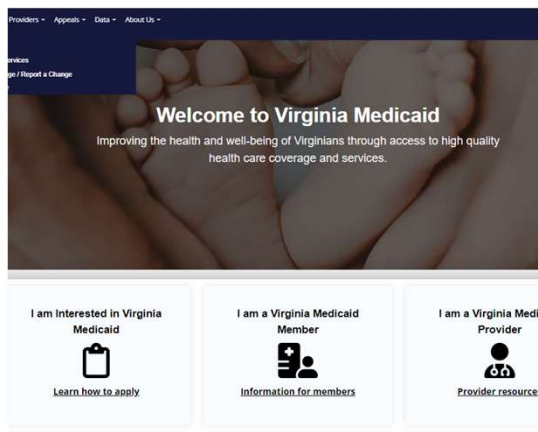 Providers Appeals Data About Us
ervices
ge / Report a Change
Welcome to Virginia Medicaid
Improving the health and well-being of Virginians through access to high quality
health care coverage and services.
I am Interested in Virginia
Medicaid
Learn how to apply
I am a Virginia Medicaid
Member
Information for members
I am a Virginia Medi
Provider
Provider resource